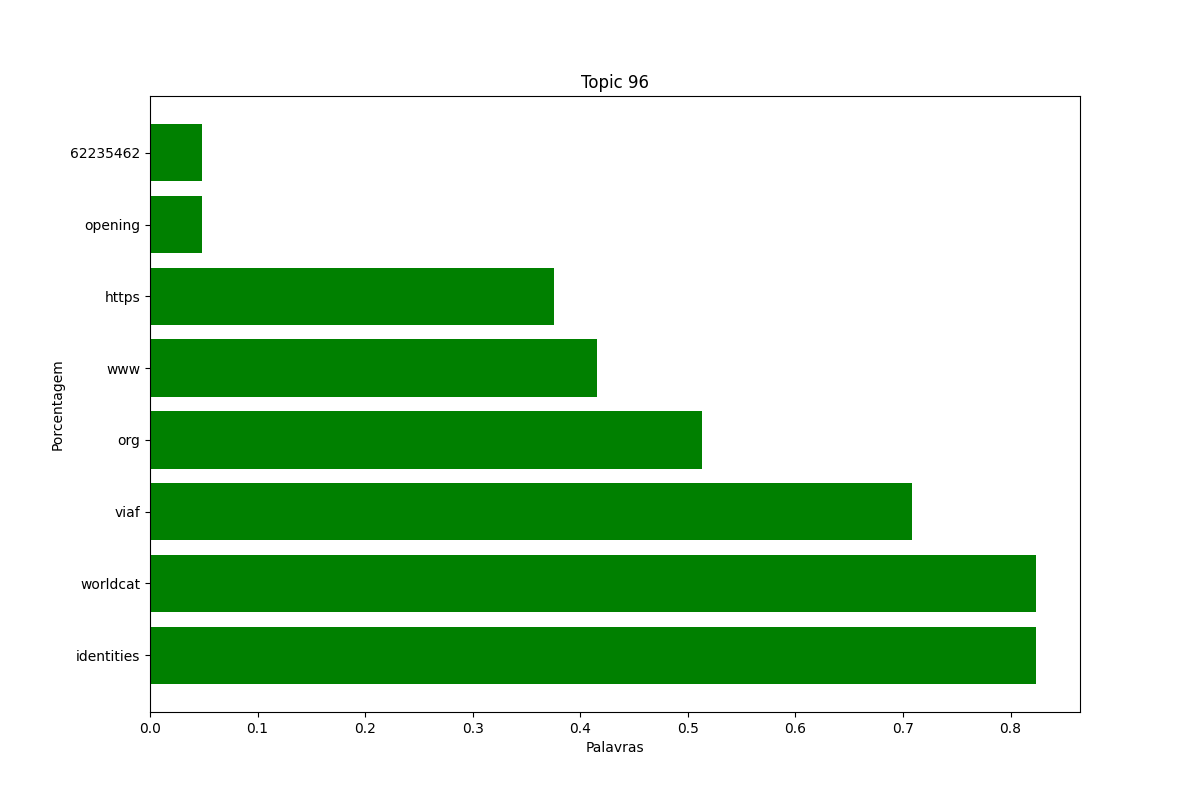 Topic 96
62235462
opening
https
www
org
viaf
worldcat
identities
Porcentagem
0.0 0.1 0.2 0.3 0.4 0.5 0.6 0.7 0.8
Palavras